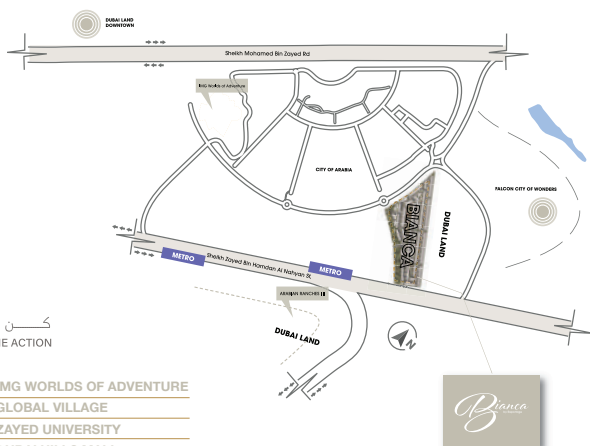 DUBAI LAND
DOWNTOWN
Sheikh Mohamed Bin Zayed Rd
IMG Worlds of Adventure
CITY OF ARABIA
FALCON CITY OF WONDERS
BIANCA
DUBAI LAND
METRO
Sheikh Zayed Bin Hamdan Al Nahyan St.
METRO
ARABIAN RANCHES III
DUBAI LAND
N
كـــــن
E ACTION
MG WORLDS OF ADVENTURE
GLOBAL VILLAGE
ZAYED UNIVERSITY
Bianca